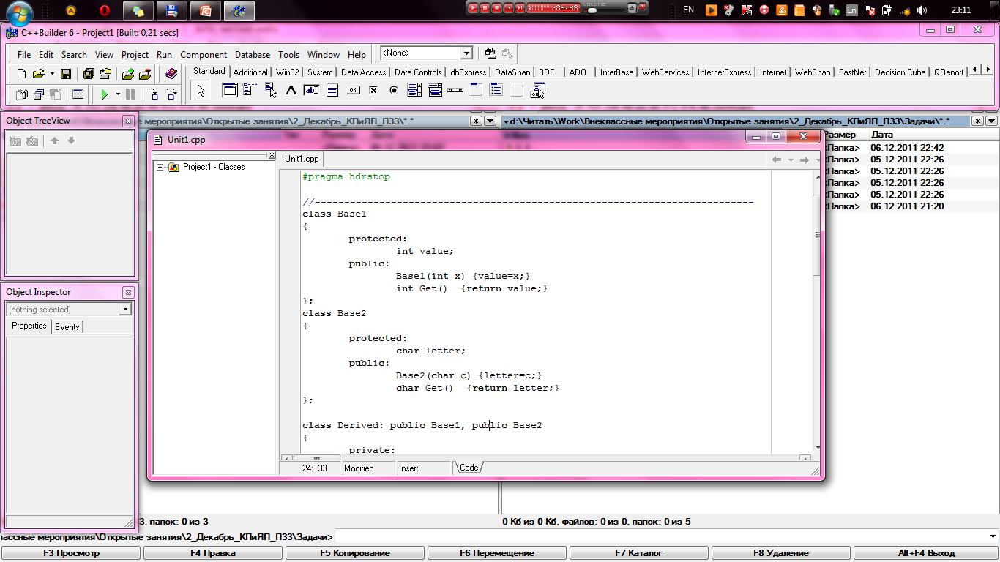 -04:49
VOLUME
EN
En
23:11
C++Builder 6 - Project1 [Built: 0,21 secs]
File Edit Search View Project Run Component Database Tools Window Help
<None>
Standard Additional Win32 System Data Access Data Controls dbExpress DataSnap BDE ADO InterBase WebServices InternetExpress Internet WebSnap FastNet Decision Cube QReport
Object TreeView
е мероприятия\Открытые занятия\2_Декабрь_КПиЯП_П33\*.*
d:\Читать\Work\Внеклассные мероприятия\Открытые занятия\2_Декабрь_КПиЯП_П33\Задачи\*.*
Размер Дата
<Папка> 06.12.2011 22:42
<Папка> 05.12.2011 22:26
<Папка> 05.12.2011 22:26
<Папка> 05.12.2011 22:26
<Папка> 05.12.2011 22:26
<Папка> 06.12.2011 21:20
Unit1.cpp
Project1 - Classes
Unit1.cpp
#pragma hdrstop
//---------------------------------------------------------------------------
class Base1
{
protected:
int value;
public:
Base1(int x) {value=x;}
int Get() {return value;}
};
class Base2
{
protected:
char letter;
public:
Base2(char c) {letter=c;}
char Get() {return letter;}
};
class Derived: public Base1, public Base2
{
private:
24: 33 Modified Insert Code
Object Inspector
(nothing selected)
Properties Events
3, папок: 0 из 3
0 Кб из 0 Кб, файлов: 0 из 0, папок: 0 из 5
лассные мероприятия\Открытые занятия\2_Декабрь_КПиЯП_П33\Задачи>
F3 Просмотр F4 Правка F5 Копирование F6 Перемещение F7 Каталог F8 Удаление Alt+F4 Выход